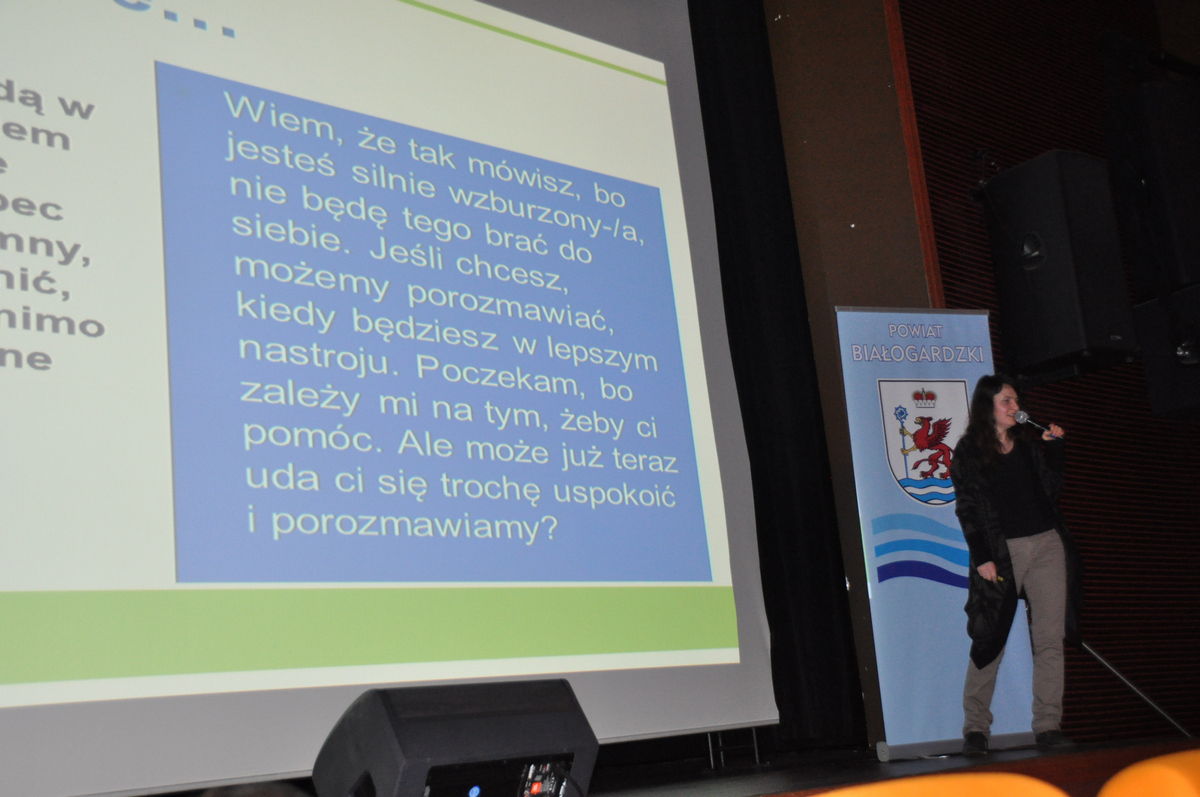 dą w
em
bec
mny,
nić,
mimo
ne
Wiem, że tak mówisz, bo
jesteś silnie wzburzony-/a,
nie będę tego brać do
siebie. Jeśli chcesz,
możemy porozmawiać,
kiedy będziesz w lepszym
nastroju. Poczekam, bo
zależy mi na tym, żeby ci
pomóc. Ale może już teraz
uda ci się trochę uspokoić
i porozmawiamy?
POWIAT
BIAŁOGARDZKI